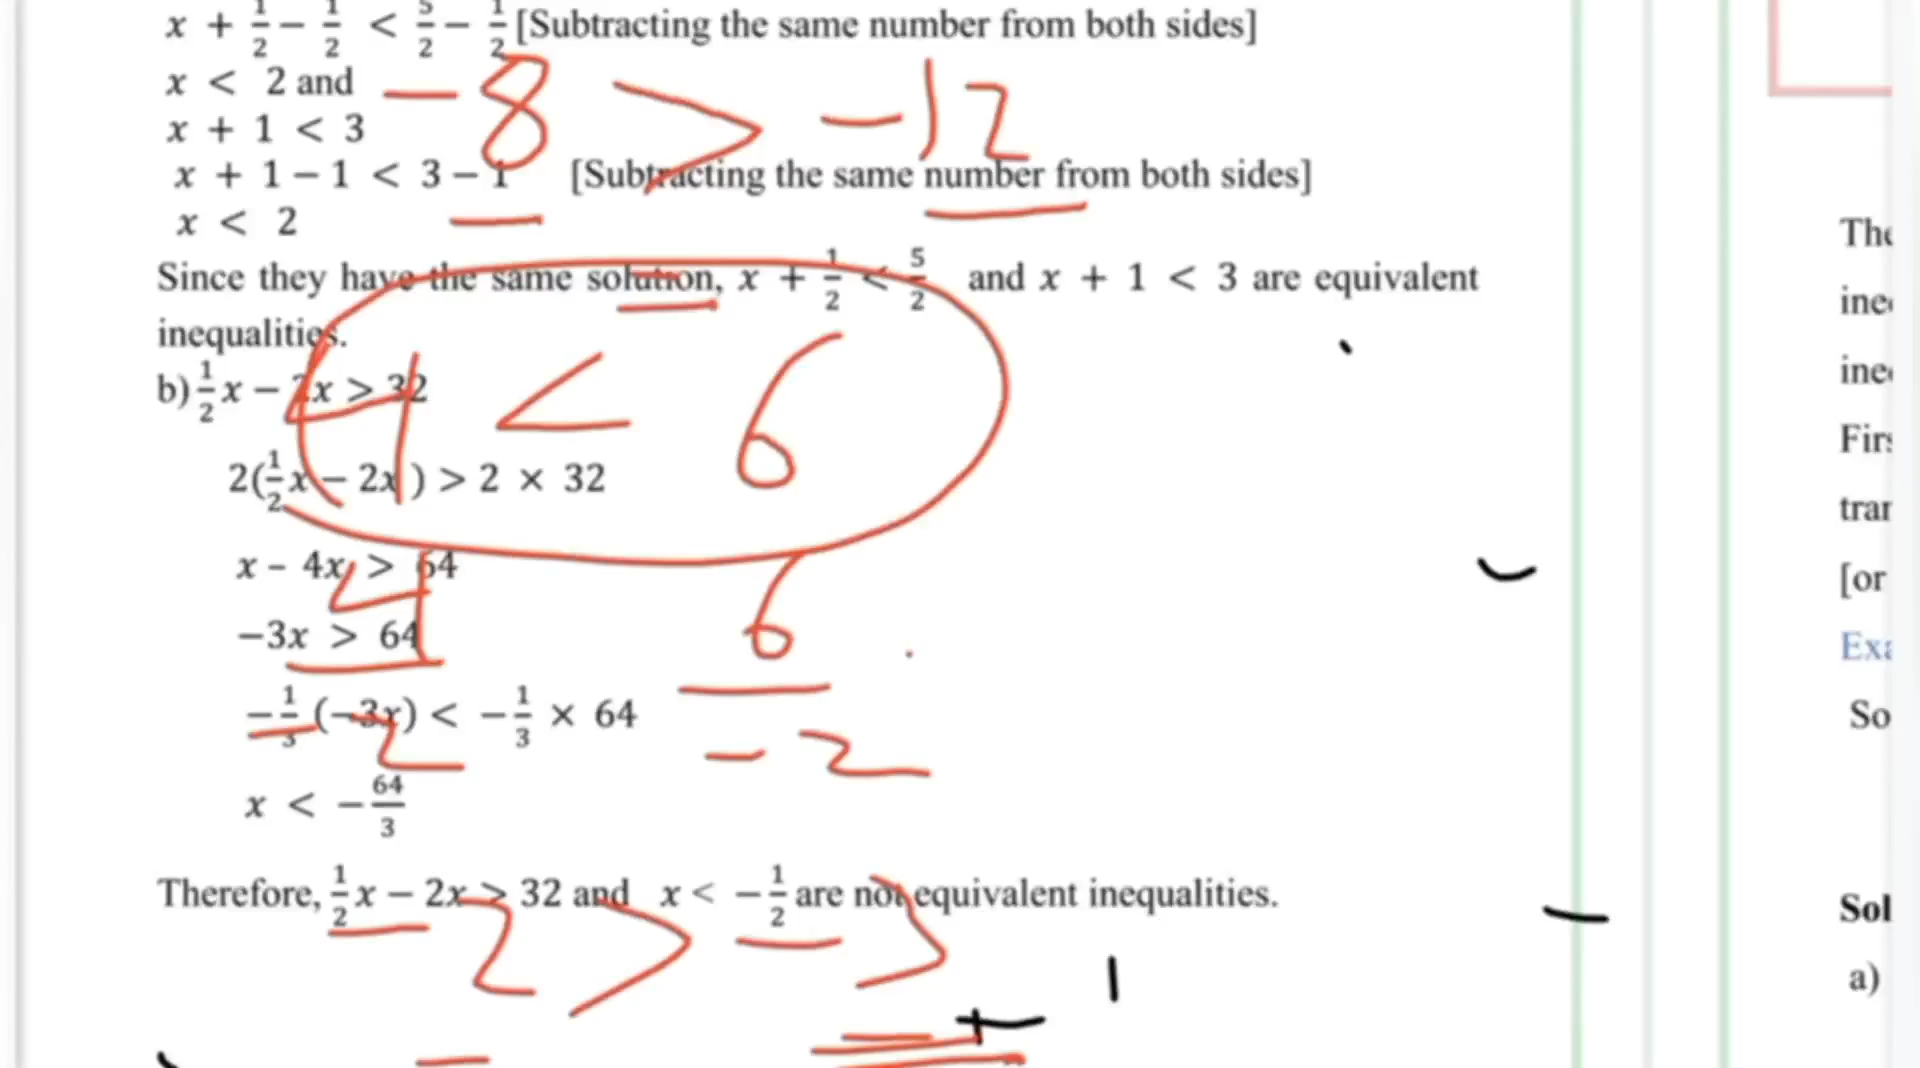 x + 1/2 − 1/2 < 5/2 − 1/2 [Subtracting the same number from both sides]
x < 2 and
x + 1 < 3
x + 1 − 1 < 3 − 1 [Subtracting the same number from both sides]
x < 2
−8 > −12
Since they have the same solution, x + 1/2 < 5/2 and x + 1 < 3 are equivalent
inequalities.
b) 1/2 x − 2x > 32
4 < 6
2(1/2 x − 2x ) > 2 × 32
x − 4x > 64
4 6
−3x > 64
−1/3 (−3x) < −1/3 × 64
−2 −2
x < −64/3
Therefore, 1/2 x − 2x > 32 and x < −1/2 are not equivalent inequalities.
−2 > −3
The
[or
So
Sol
a)